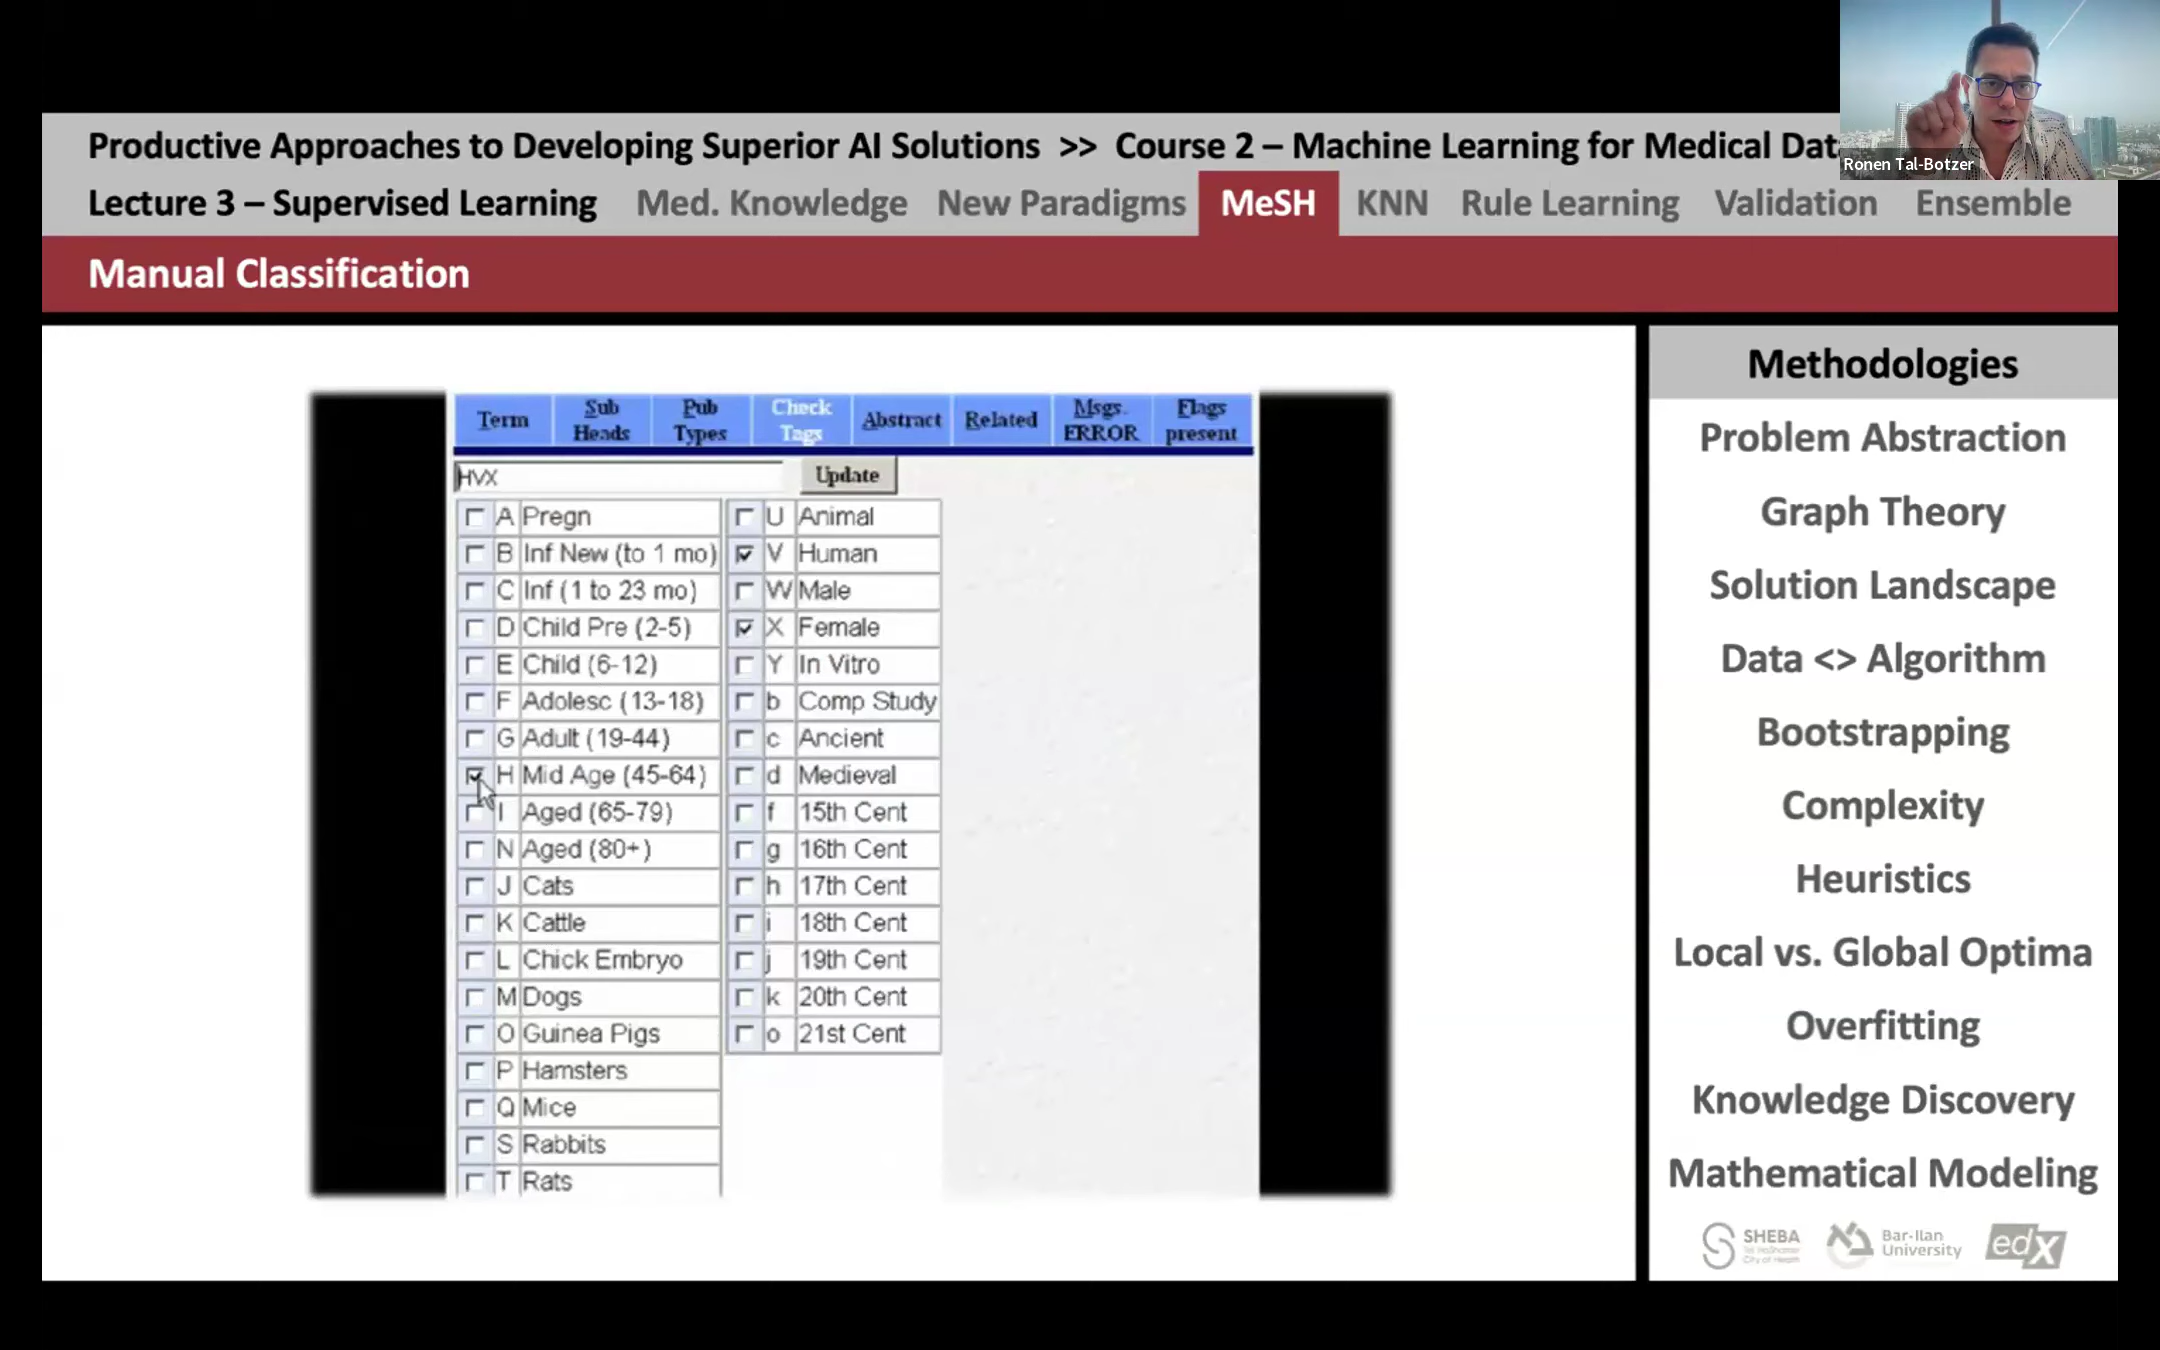 Productive Approaches to Developing Superior AI Solutions >> Course 2 – Machine Learning for Medical Dat
Ronen Tal-Botzer
Lecture 3 – Supervised Learning Med. Knowledge New Paradigms MeSH KNN Rule Learning Validation Ensemble
Manual Classification
Term Sub Heads Pub Types Check Tags Abstract Related Msgs. ERROR Flags present
HVX Update
A Pregn
B Inf New (to 1 mo)
C Inf (1 to 23 mo)
D Child Pre (2-5)
E Child (6-12)
F Adolesc (13-18)
G Adult (19-44)
H Mid Age (45-64)
I Aged (65-79)
N Aged (80+)
J Cats
K Cattle
L Chick Embryo
M Dogs
O Guinea Pigs
P Hamsters
Q Mice
S Rabbits
T Rats
U Animal
V Human
W Male
X Female
Y In Vitro
b Comp Study
c Ancient
d Medieval
f 15th Cent
g 16th Cent
h 17th Cent
i 18th Cent
j 19th Cent
k 20th Cent
o 21st Cent
Methodologies
Problem Abstraction
Graph Theory
Solution Landscape
Data <> Algorithm
Bootstrapping
Complexity
Heuristics
Local vs. Global Optima
Overfitting
Knowledge Discovery
Mathematical Modeling
SHEBA
Tel HaShomer
City of Health
Bar-Ilan
University
edX